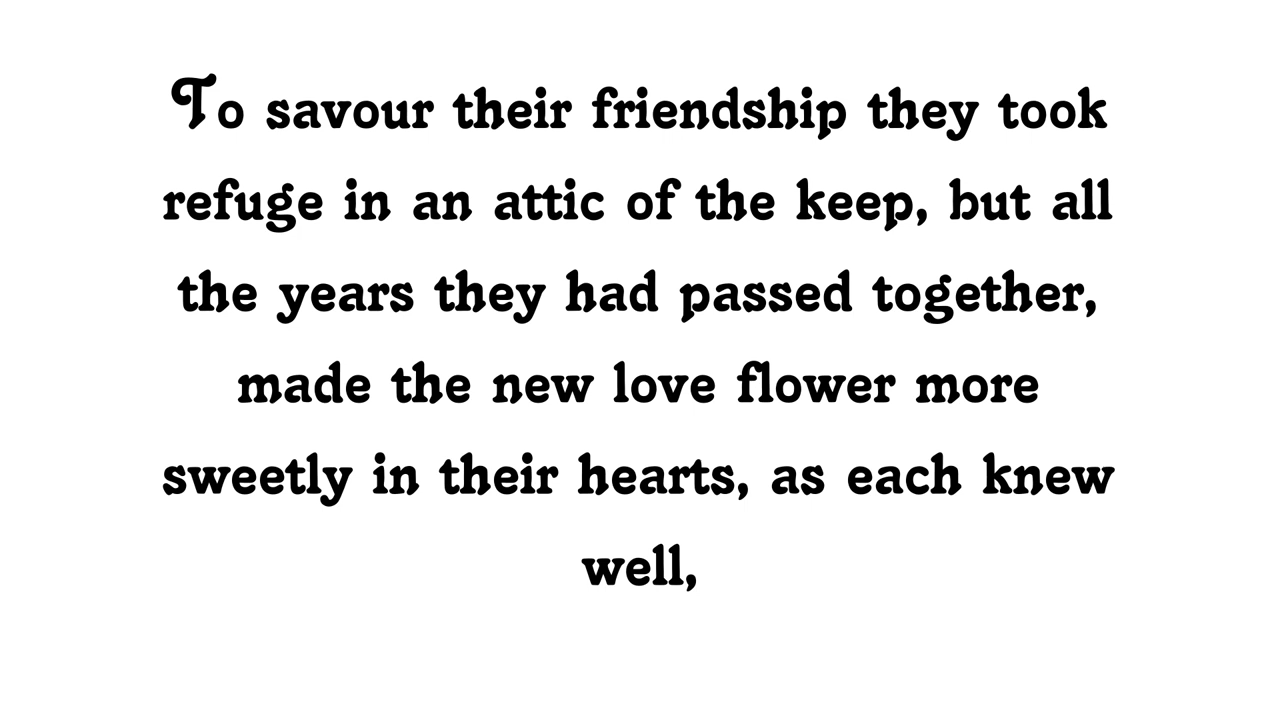 To savour their friendship they took
refuge in an attic of the keep, but all
the years they had passed together,
made the new love flower more
sweetly in their hearts, as each knew
well,